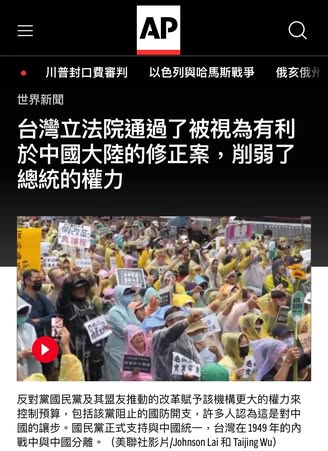 AP
川普封口費審判 以色列與哈馬斯戰爭 俄亥俄州
世界新聞
台灣立法院通過了被視為有利
於中國大陸的修正案，削弱了
總統的權力
反對黨國民黨及其盟友推動的改革賦予該機構更大的權力來
控制預算，包括該黨阻止的國防開支，許多人認為這是對中
國的讓步。國民黨正式支持與中國統一，台灣在 1949 年的內
戰中與中國分離。（美聯社影片/Johnson Lai 和 Taijing Wu）